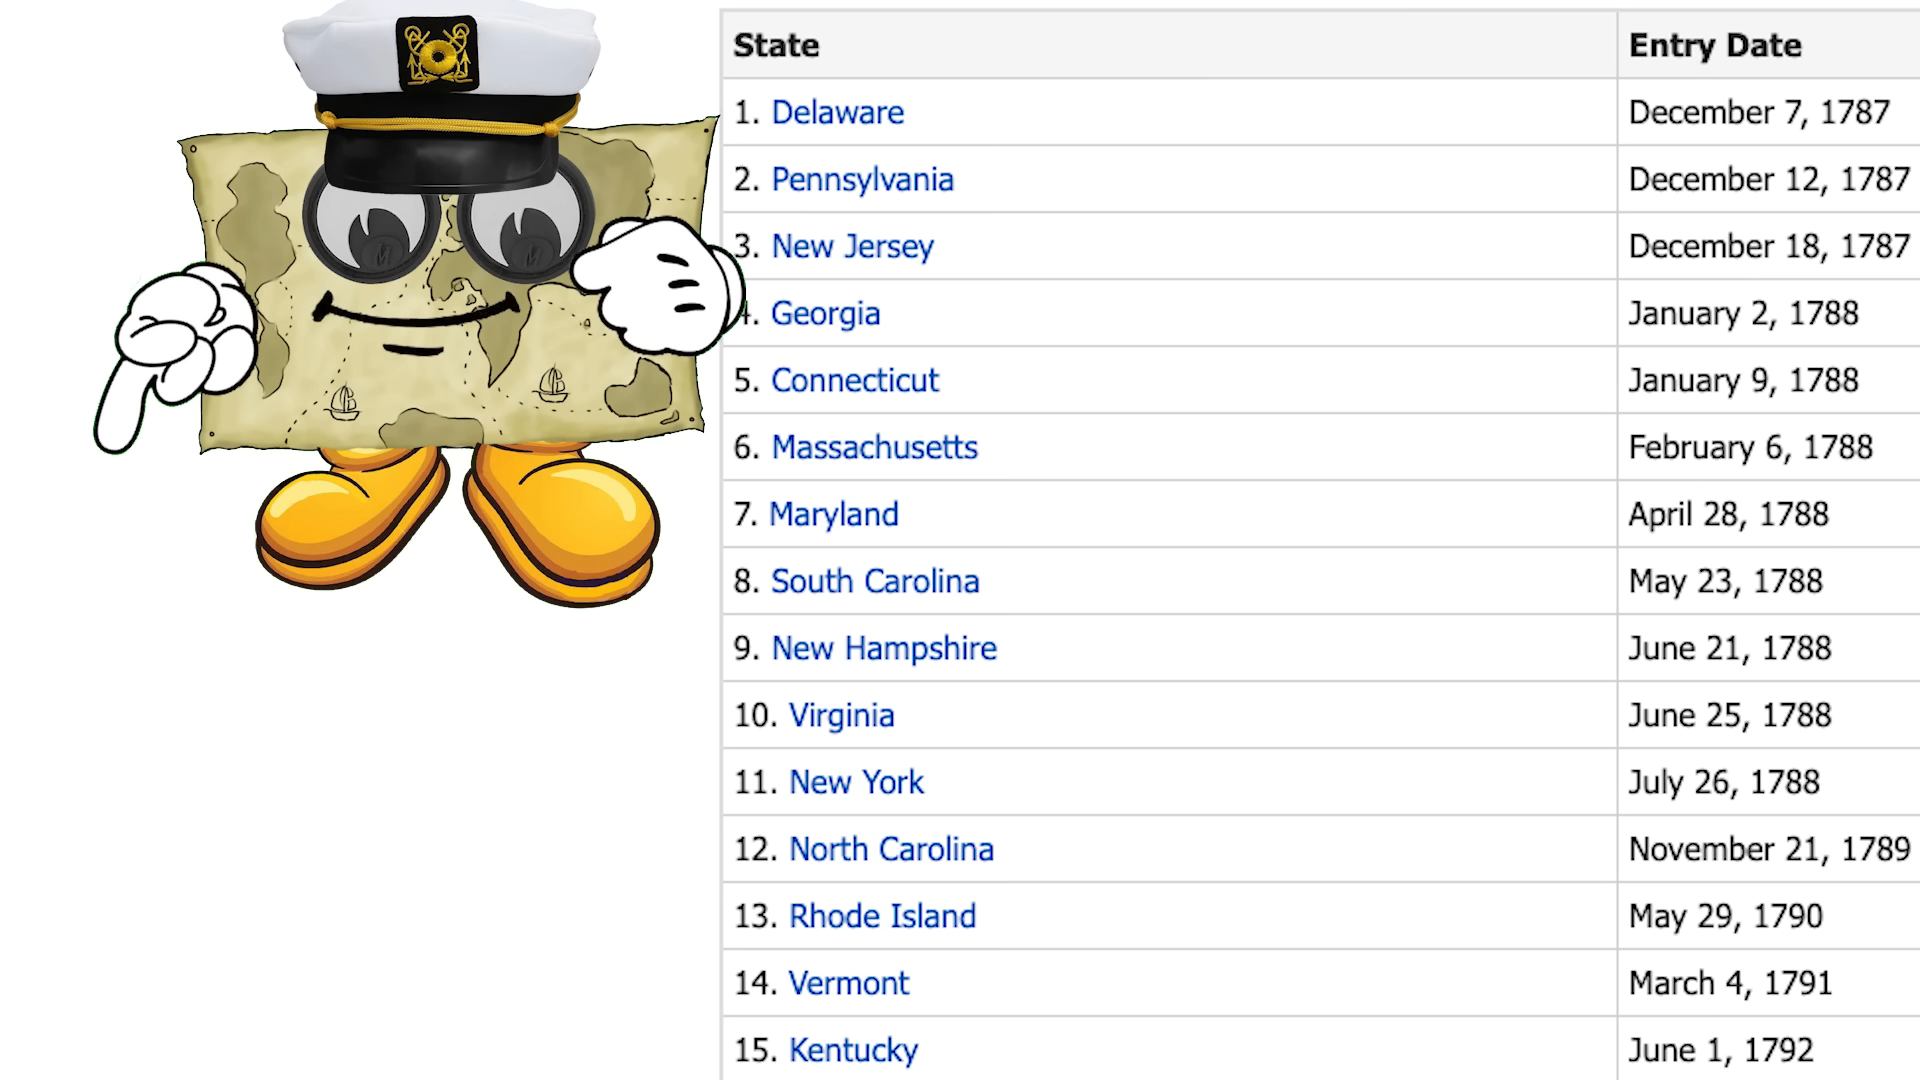 State Entry Date
1. Delaware December 7, 1787
2. Pennsylvania December 12, 1787
3. New Jersey December 18, 1787
4. Georgia January 2, 1788
5. Connecticut January 9, 1788
6. Massachusetts February 6, 1788
7. Maryland April 28, 1788
8. South Carolina May 23, 1788
9. New Hampshire June 21, 1788
10. Virginia June 25, 1788
11. New York July 26, 1788
12. North Carolina November 21, 1789
13. Rhode Island May 29, 1790
14. Vermont March 4, 1791
15. Kentucky June 1, 1792